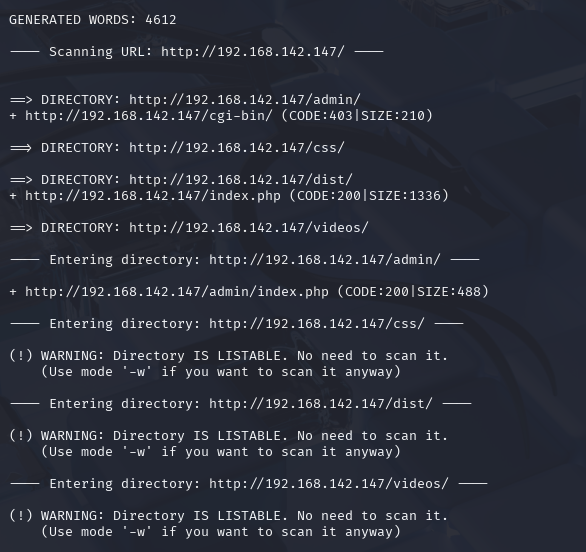 GENERATED WORDS: 4612
---- Scanning URL: http://192.168.142.147/ ----
==> DIRECTORY: http://192.168.142.147/admin/
+ http://192.168.142.147/cgi-bin/ (CODE:403|SIZE:210)
==> DIRECTORY: http://192.168.142.147/css/
==> DIRECTORY: http://192.168.142.147/dist/
+ http://192.168.142.147/index.php (CODE:200|SIZE:1336)
==> DIRECTORY: http://192.168.142.147/videos/
---- Entering directory: http://192.168.142.147/admin/ ----
+ http://192.168.142.147/admin/index.php (CODE:200|SIZE:488)
---- Entering directory: http://192.168.142.147/css/ ----
(!) WARNING: Directory IS LISTABLE. No need to scan it.
(Use mode '-w' if you want to scan it anyway)
---- Entering directory: http://192.168.142.147/dist/ ----
(!) WARNING: Directory IS LISTABLE. No need to scan it.
(Use mode '-w' if you want to scan it anyway)
---- Entering directory: http://192.168.142.147/videos/ ----
(!) WARNING: Directory IS LISTABLE. No need to scan it.
(Use mode '-w' if you want to scan it anyway)